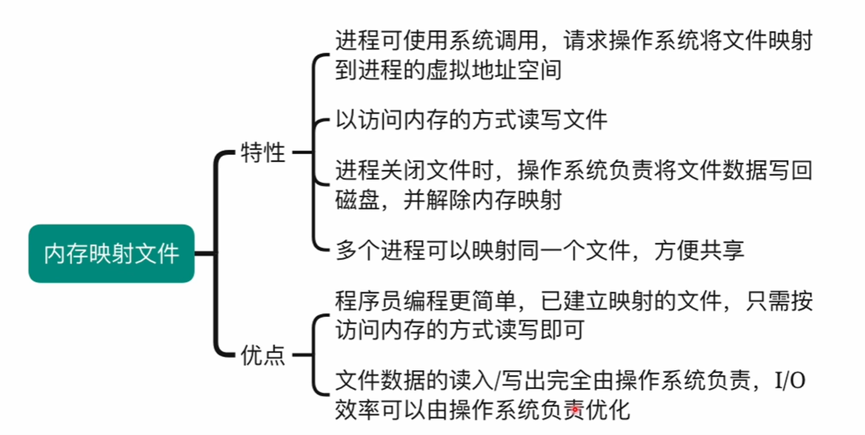 进程可使用系统调用，请求操作系统将文件映射
到进程的虚拟地址空间
以访问内存的方式读写文件
特性
进程关闭文件时，操作系统负责将文件数据写回
磁盘，并解除内存映射
多个进程可以映射同一个文件，方便共享
内存映射文件
程序员编程更简单，已建立映射的文件，只需按
访问内存的方式读写即可
优点
文件数据的读入/写出完全由操作系统负责，I/O
效率可以由操作系统负责优化